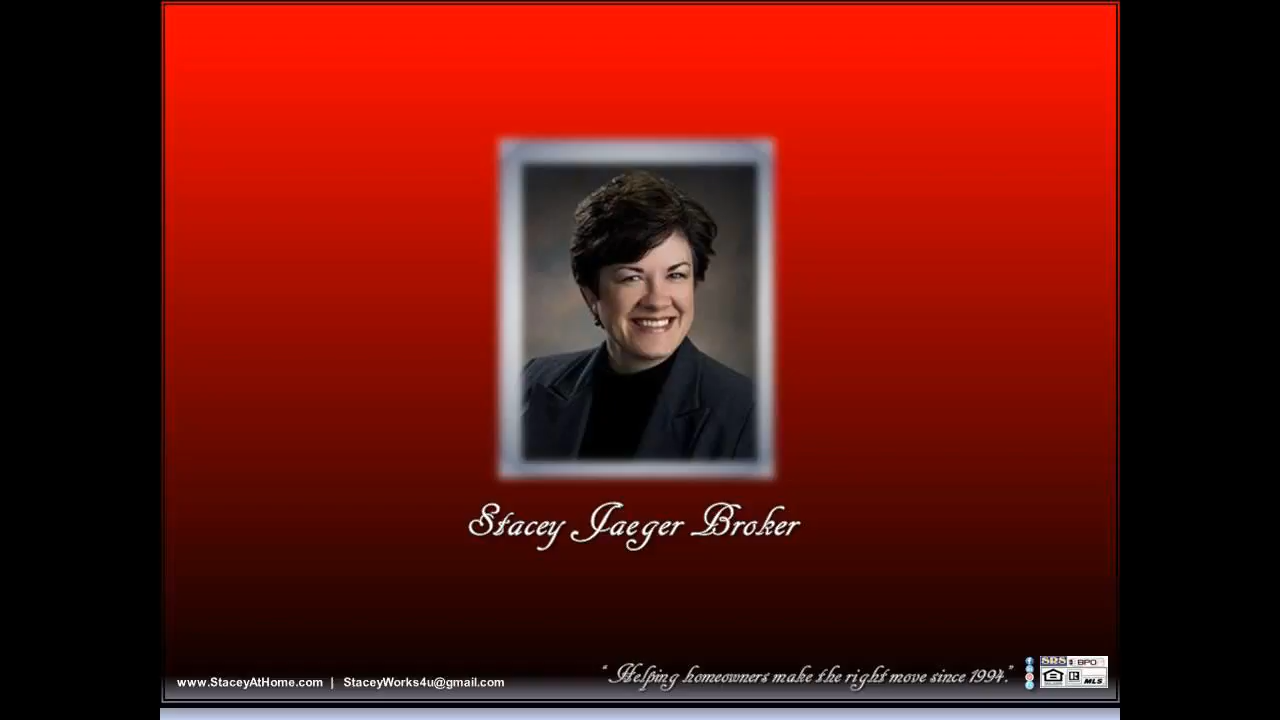 Stacey Jaeger Broker
www.StaceyAtHome.com | StaceyWorks4u@gmail.com
“Helping homeowners make the right move since 1994.”
SRS BPO
R MLS